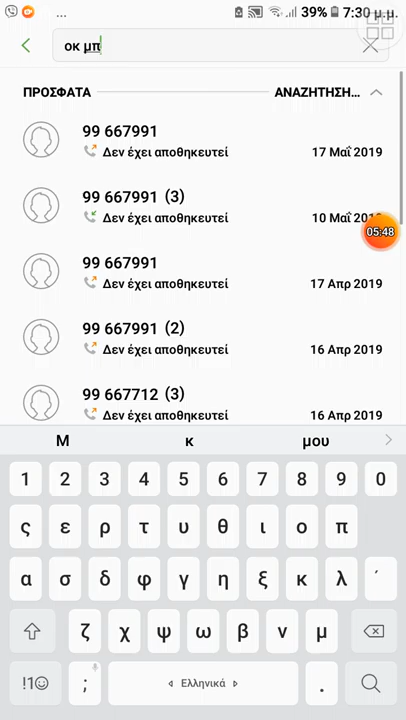 ... 39% 7:30 μ.μ.
οκ μπ
ΠΡΟΣΦΑΤΑ ΑΝΑΖΗΤΗΣΗ...
99 667991
Δεν έχει αποθηκευτεί 17 Μαΐ 2019
99 667991 (3)
Δεν έχει αποθηκευτεί 10 Μαΐ 2019
05:48
99 667991
Δεν έχει αποθηκευτεί 17 Απρ 2019
99 667991 (2)
Δεν έχει αποθηκευτεί 16 Απρ 2019
99 667712 (3)
Δεν έχει αποθηκευτεί 16 Απρ 2019
Μ κ μου
1 2 3 4 5 6 7 8 9 0
ς ε ρ τ υ θ ι ο π
α σ δ φ γ η ξ κ λ ΄
ζ χ ψ ω β ν μ
!1☺ ; Ελληνικά .